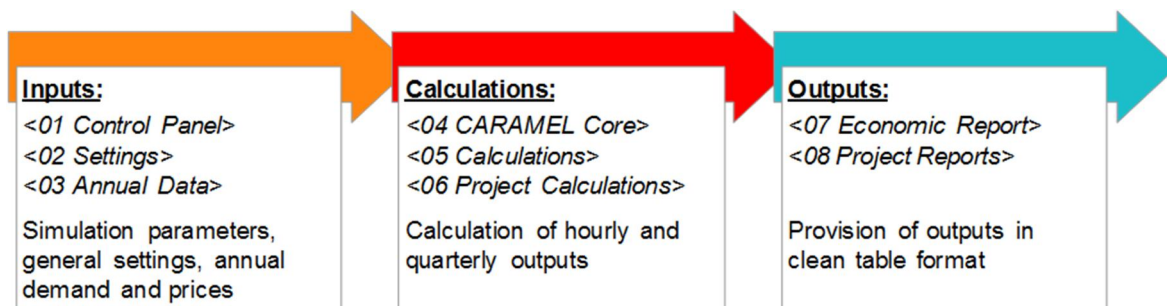 Inputs:
<01 Control Panel>
<02 Settings>
<03 Annual Data>
Simulation parameters,
general settings, annual
demand and prices
Calculations:
<04 CARAMEL Core>
<05 Calculations>
<06 Project Calculations>
Calculation of hourly and
quarterly outputs
Outputs:
<07 Economic Report>
<08 Project Reports>
Provision of outputs in
clean table format